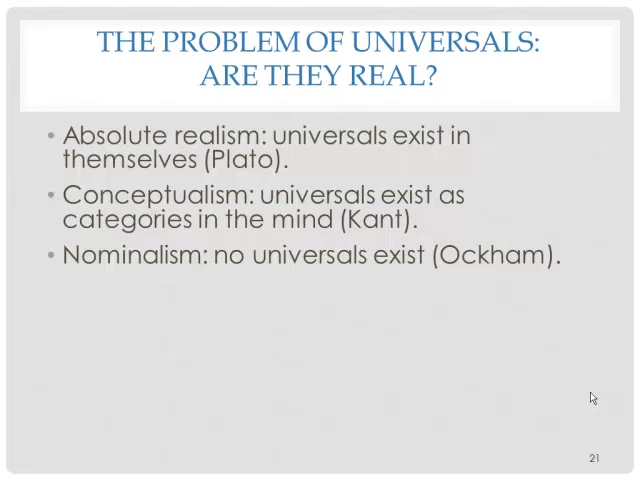 THE PROBLEM OF UNIVERSALS:
ARE THEY REAL?
• Absolute realism: universals exist in
themselves (Plato).
• Conceptualism: universals exist as
categories in the mind (Kant).
• Nominalism: no universals exist (Ockham).
21